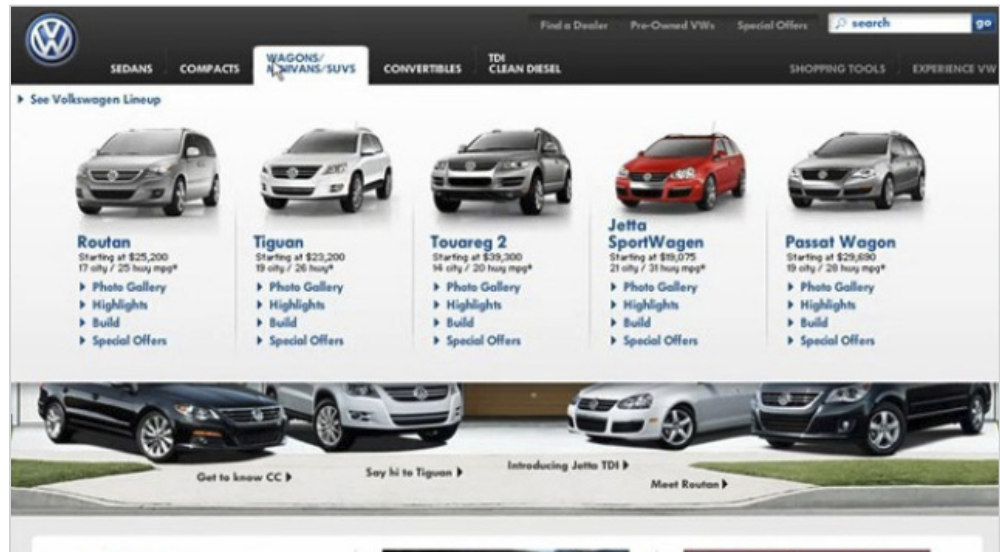 Find a Dealer Pre-Owned VWs Special Offers search go
SEDANS COMPACTS WAGONS/
MINIVANS/SUVS CONVERTIBLES TDI
CLEAN DIESEL SHOPPING TOOLS EXPERIENCE VW
See Volkswagen Lineup
Routan Tiguan Touareg 2 Jetta
SportWagen Passat Wagon
Starting at $25,200 Starting at $23,200 Starting at $39,300 Starting at $19,075 Starting at $29,690
17 city / 25 hwy mpg* 19 city / 26 hwy* 14 city / 20 hwy mpg* 21 city / 31 hwy mpg* 19 city / 28 hwy mpg*
Photo Gallery Photo Gallery Photo Gallery Photo Gallery Photo Gallery
Highlights Highlights Highlights Highlights Highlights
Build Build Build Build Build
Special Offers Special Offers Special Offers Special Offers Special Offers
Get to know CC Say hi to Tiguan Introducing Jetta TDI Meet Routan